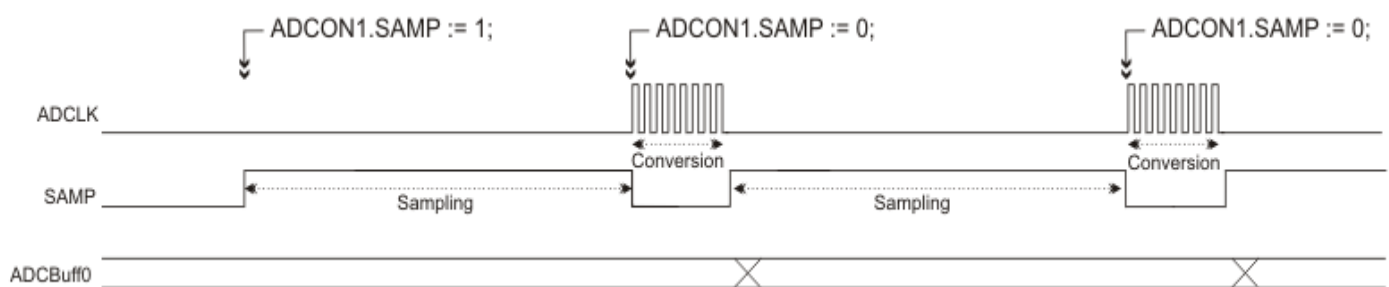 ADCON1.SAMP := 1; ADCON1.SAMP := 0; ADCON1.SAMP := 0;
ADCLK
Conversion Conversion
SAMP Sampling Sampling
ADCBuff0